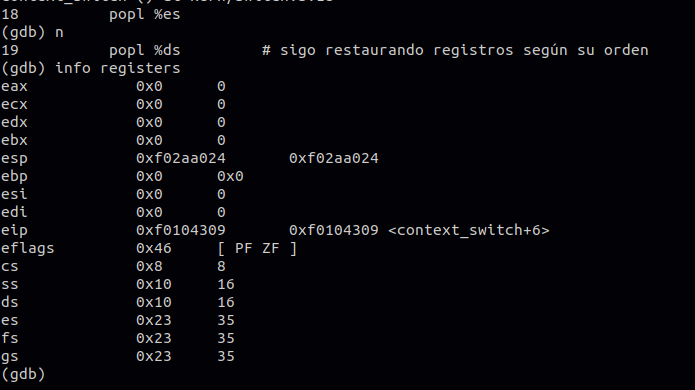 18 popl %es
(gdb) n
19 popl %ds # sigo restaurando registros según su orden
(gdb) info registers
eax 0x0 0
ecx 0x0 0
edx 0x0 0
ebx 0x0 0
esp 0xf02aa024 0xf02aa024
ebp 0x0 0x0
esi 0x0 0
edi 0x0 0
eip 0xf0104309 0xf0104309 <context_switch+6>
eflags 0x46 [ PF ZF ]
cs 0x8 8
ss 0x10 16
ds 0x10 16
es 0x23 35
fs 0x23 35
gs 0x23 35
(gdb)